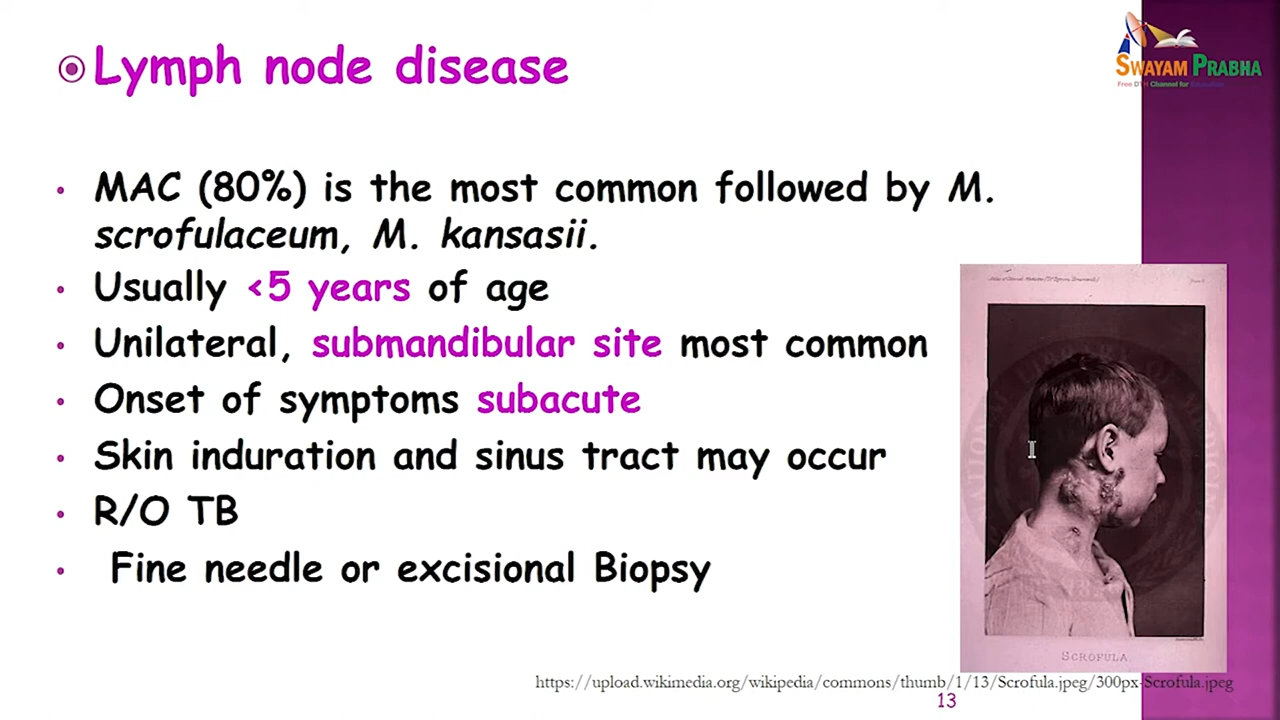 Lymph node disease
SWAYAM PRABHA
Free DTH Channel for Education
• MAC (80%) is the most common followed by M.
scrofulaceum, M. kansasii.
• Usually <5 years of age
• Unilateral, submandibular site most common
• Onset of symptoms subacute
• Skin induration and sinus tract may occur
• R/O TB
• Fine needle or excisional Biopsy
SCROFULA
https://upload.wikimedia.org/wikipedia/commons/thumb/1/13/Scrofula.jpeg/300px-Scrofula.jpeg
13